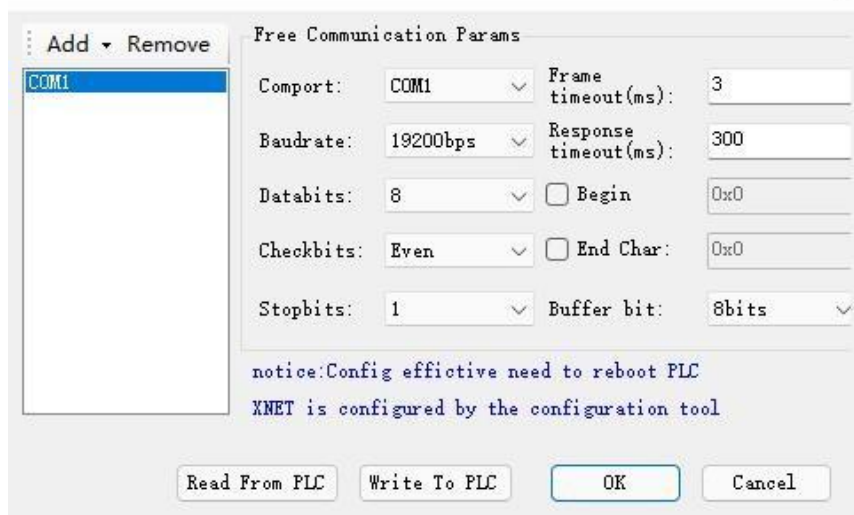 Add Remove
COM1
Free Communication Params
Comport: COM1 Frame timeout(ms): 3
Baudrate: 19200bps Response timeout(ms): 300
Databits: 8 Begin 0x0
Checkbits: Even End Char: 0x0
Stopbits: 1 Buffer bit: 8bits
notice:Config effictive need to reboot PLC
XNET is configured by the configuration tool
Read From PLC Write To PLC OK Cancel